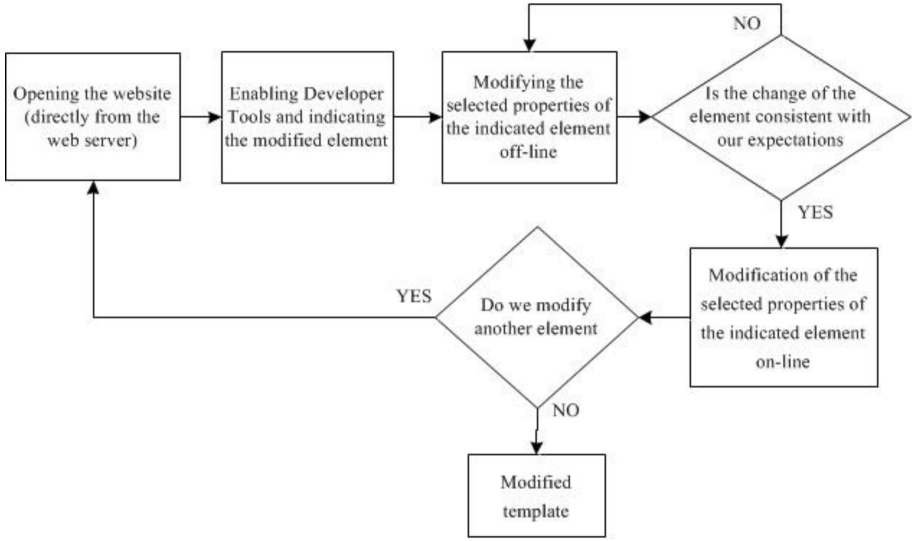 Opening the website
(directly from the
web server)
Enabling Developer
Tools and indicating
the modified element
Modifying the
selected properties of
the indicated element
off-line
NO
Is the change of the
element consistent with
our expectations
YES
Modification of the
selected properties of
the indicated element
on-line
Do we modify
another element
YES
NO
Modified
template